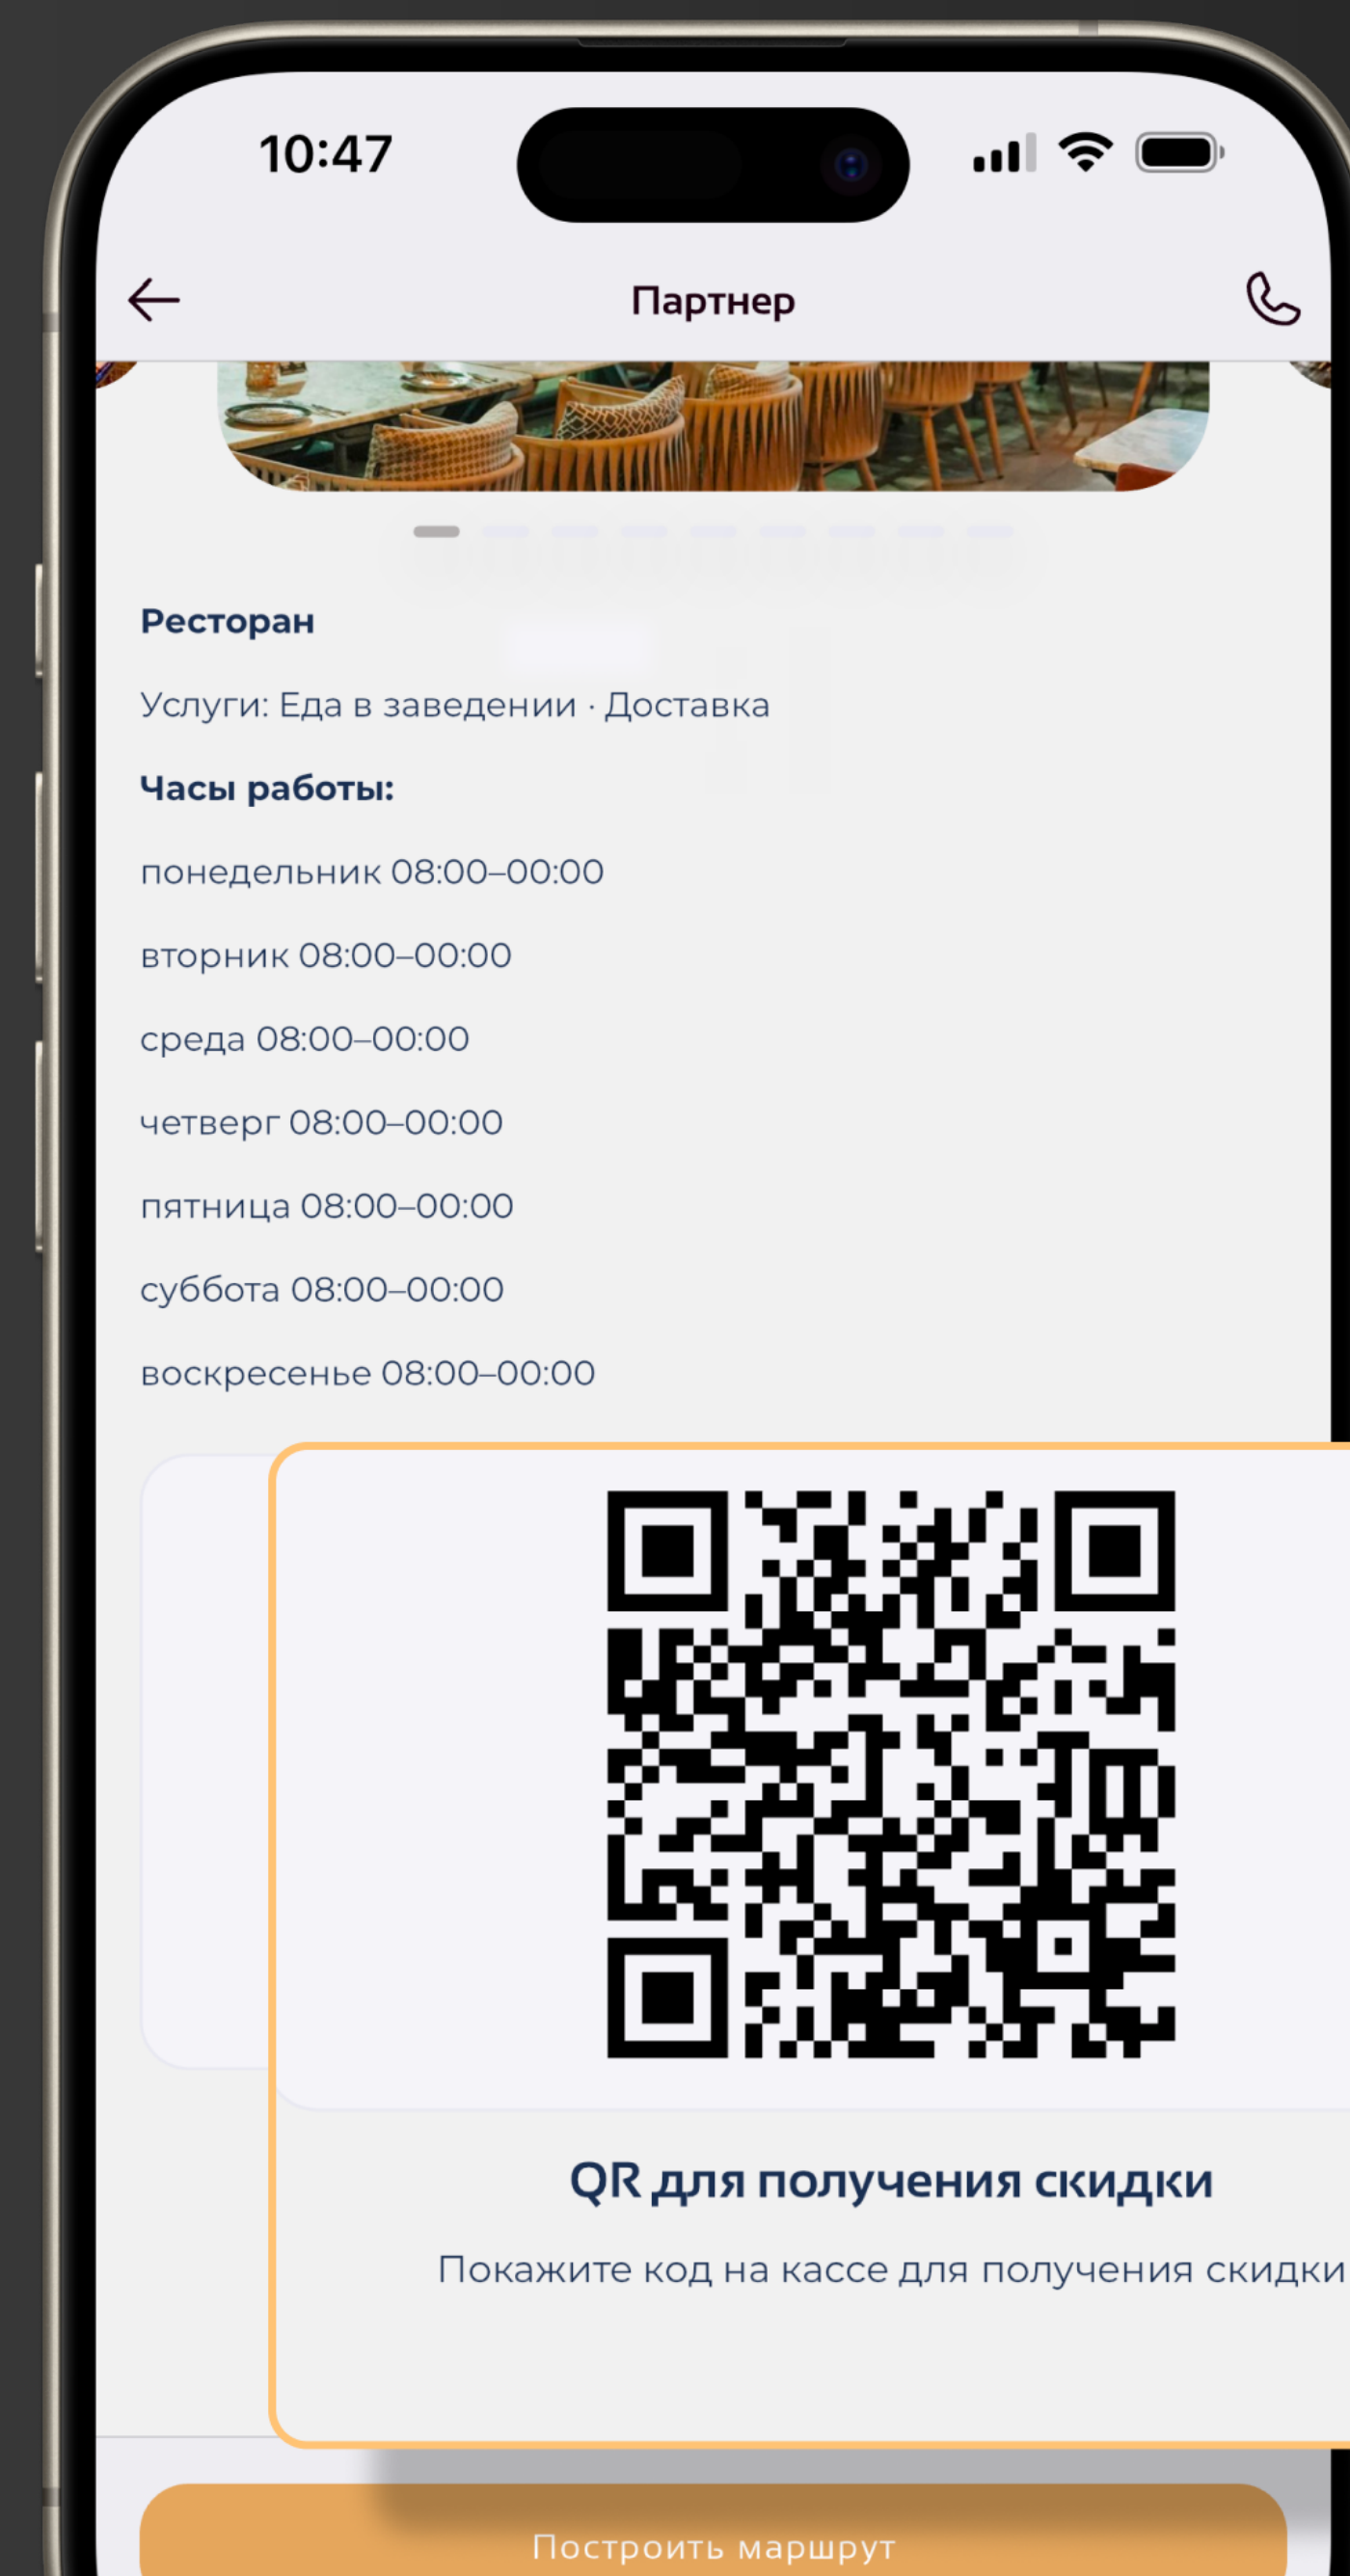 10:47
Партнер
Ресторан
Услуги: Еда в заведении · Доставка
Часы работы:
понедельник 08:00–00:00
вторник 08:00–00:00
среда 08:00–00:00
четверг 08:00–00:00
пятница 08:00–00:00
суббота 08:00–00:00
воскресенье 08:00–00:00
QR для получения скидки
Покажите код на кассе для получения скидки
Построить маршрут